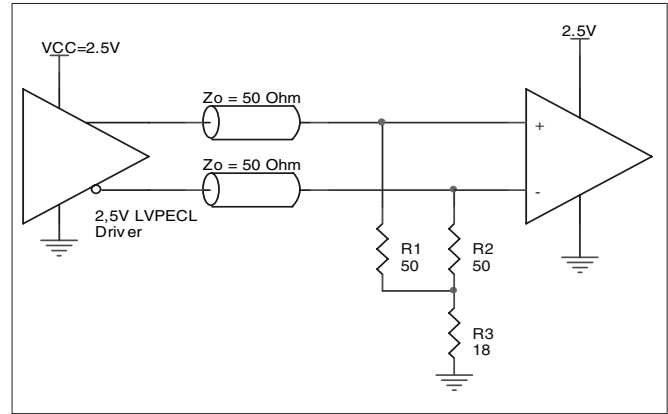 2.5V
VCC=2.5V
Zo = 50 Ohm
+
Zo = 50 Ohm
-
2,5V LVPECL
Driver
R1
50
R2
50
R3
18